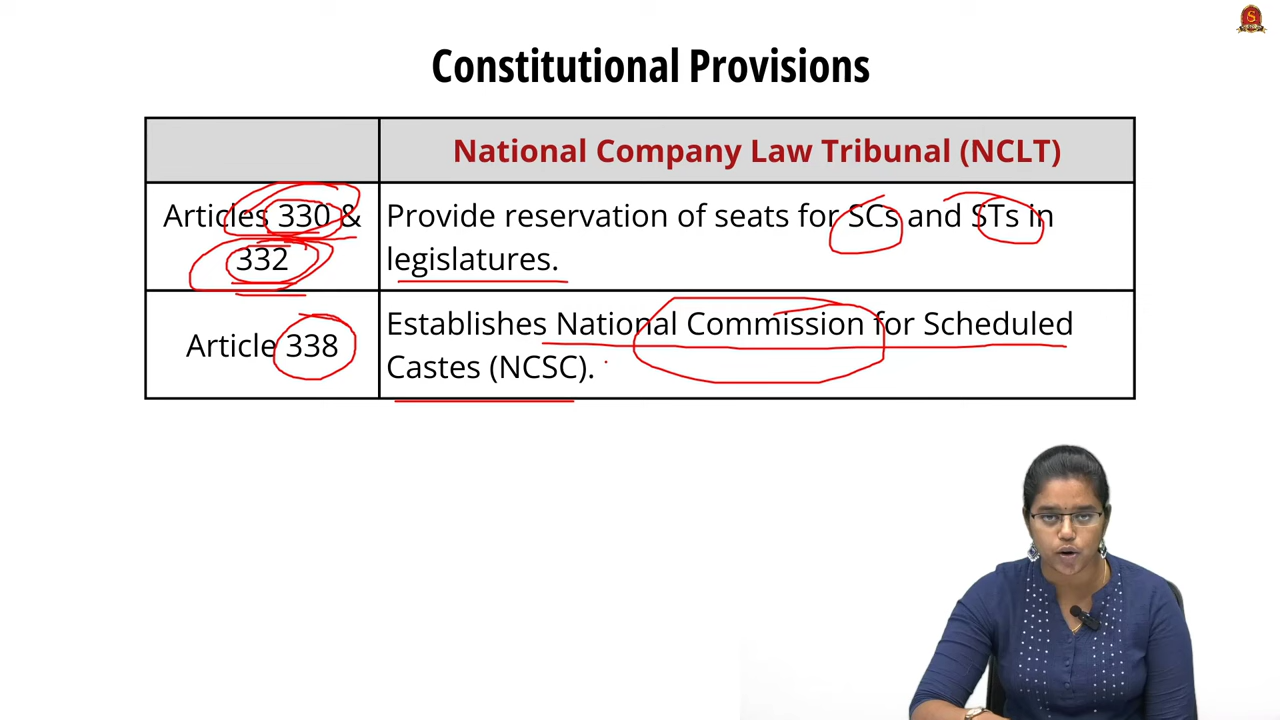 Constitutional Provisions
National Company Law Tribunal (NCLT)
Articles 330 &
332
Provide reservation of seats for SCs and STs in
legislatures.
Article 338
Establishes National Commission for Scheduled
Castes (NCSC).